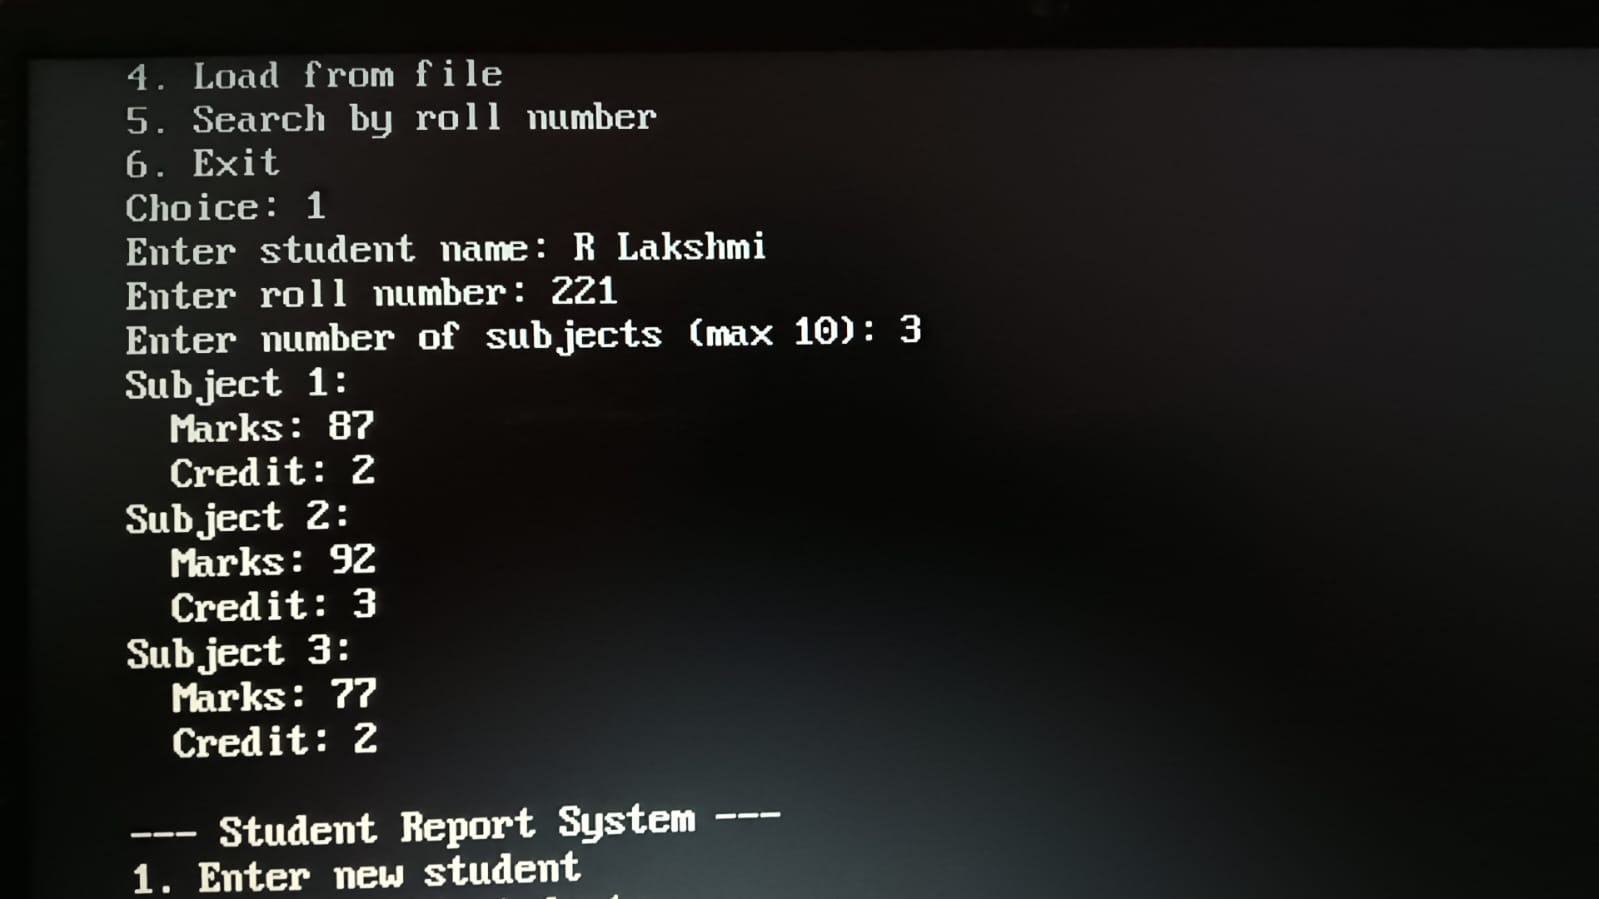 4. Load from file
5. Search by roll number
6. Exit
Choice: 1
Enter student name: R Lakshmi
Enter roll number: 221
Enter number of subjects (max 10): 3
Subject 1:
  Marks: 87
  Credit: 2
Subject 2:
  Marks: 92
  Credit: 3
Subject 3:
  Marks: 77
  Credit: 2
--- Student Report System ---
1. Enter new student